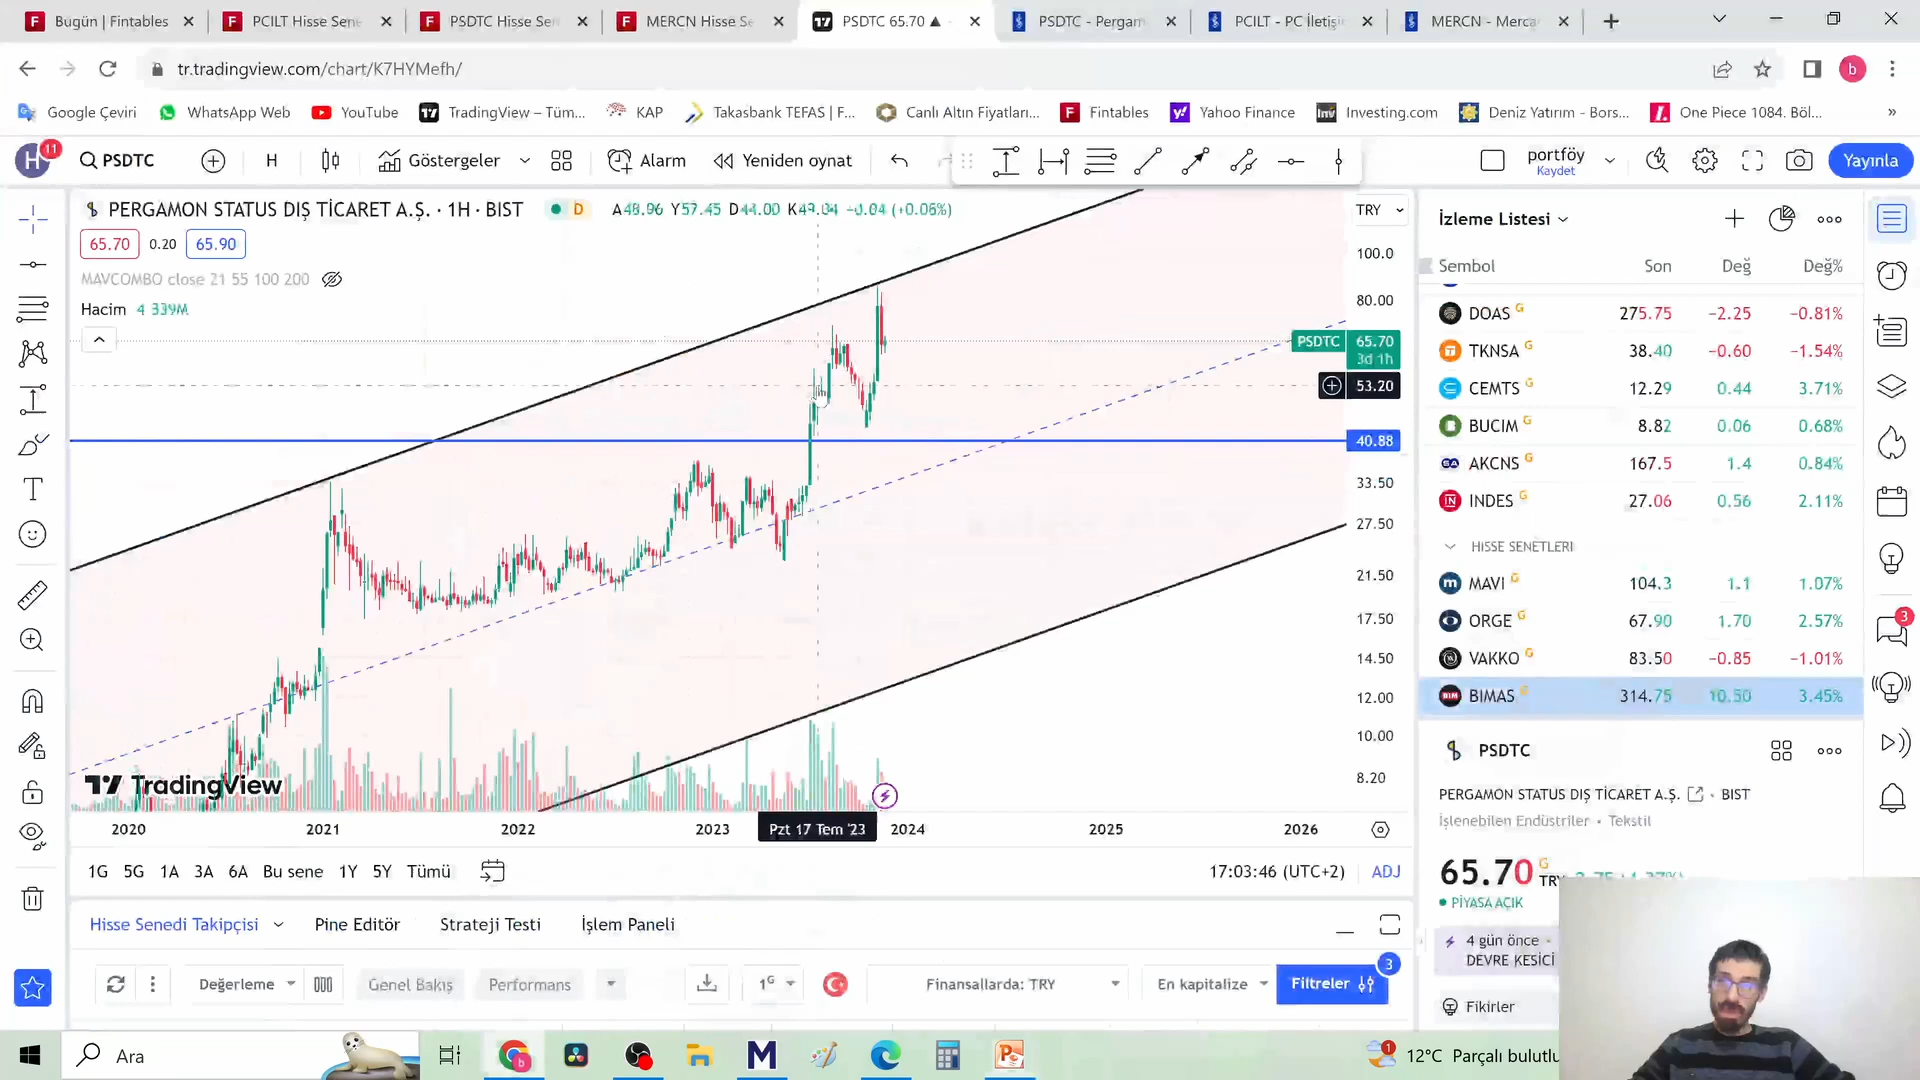 Bugün | Fintables
PCILT Hisse Sene
PSDTC Hisse Sen
MERCN Hisse Se
PSDTC 65.70 ▲
PSDTC - Pergam
PCILT - PC İletişi
MERCN - Merca
tr.tradingview.com/chart/K7HYMefh/
b
Google Çeviri
WhatsApp Web
YouTube
TradingView – Tüm...
KAP
Takasbank TEFAS | F...
Canlı Altın Fiyatları...
Fintables
Yahoo Finance
Investing.com
Deniz Yatırım - Bors...
One Piece 1084. Böl...
»
H 11
PSDTC
H
Göstergeler
Alarm
Yeniden oynat
portföy
Kaydet
Yayınla
PERGAMON STATUS DIŞ TİCARET A.Ş. · 1H · BIST
D
65.70 0.20 65.90
MAVCOMBO close 21 55 100 200
Hacim
TRY
100.0
80.00
PSDTC 65.70
3d 1h
53.20
40.88
33.50
27.50
21.50
17.50
14.50
12.00
10.00
8.20
TradingView
2020 2021 2022 2023 Pzt 17 Tem '23 2024 2025 2026
1G 5G 1A 3A 6A Bu sene 1Y 5Y Tümü
17:03:46 (UTC+2) ADJ
Hisse Senedi Takipçisi
Pine Editör
Strateji Testi
İşlem Paneli
Değerleme
Genel Bakış
Performans
1G
Finansallarda: TRY
En kapitalize
Filtreler
3
İzleme Listesi
Sembol Son Değ Değ%
DOAS G 275.75 −2.25 −0.81%
TKNSA G 38.40 −0.60 −1.54%
CEMTS G 12.29 0.44 3.71%
BUCIM G 8.82 0.06 0.68%
AKCNS G 167.5 1.4 0.84%
INDES G 27.06 0.56 2.11%
HISSE SENETLERI
MAVI G 104.3 1.1 1.07%
ORGE G 67.90 1.70 2.57%
VAKKO G 83.50 −0.85 −1.01%
BIMAS G 314.75 10.50 3.45%
PSDTC
PERGAMON STATUS DIŞ TİCARET A.Ş. • BIST
İşlenebilen Endüstriler • Tekstil
65.70 G TRY
PİYASA AÇIK
4 gün önce
DEVRE KESİCİ
Fikirler
3
Ara
1
12°C Parçalı bulutlu